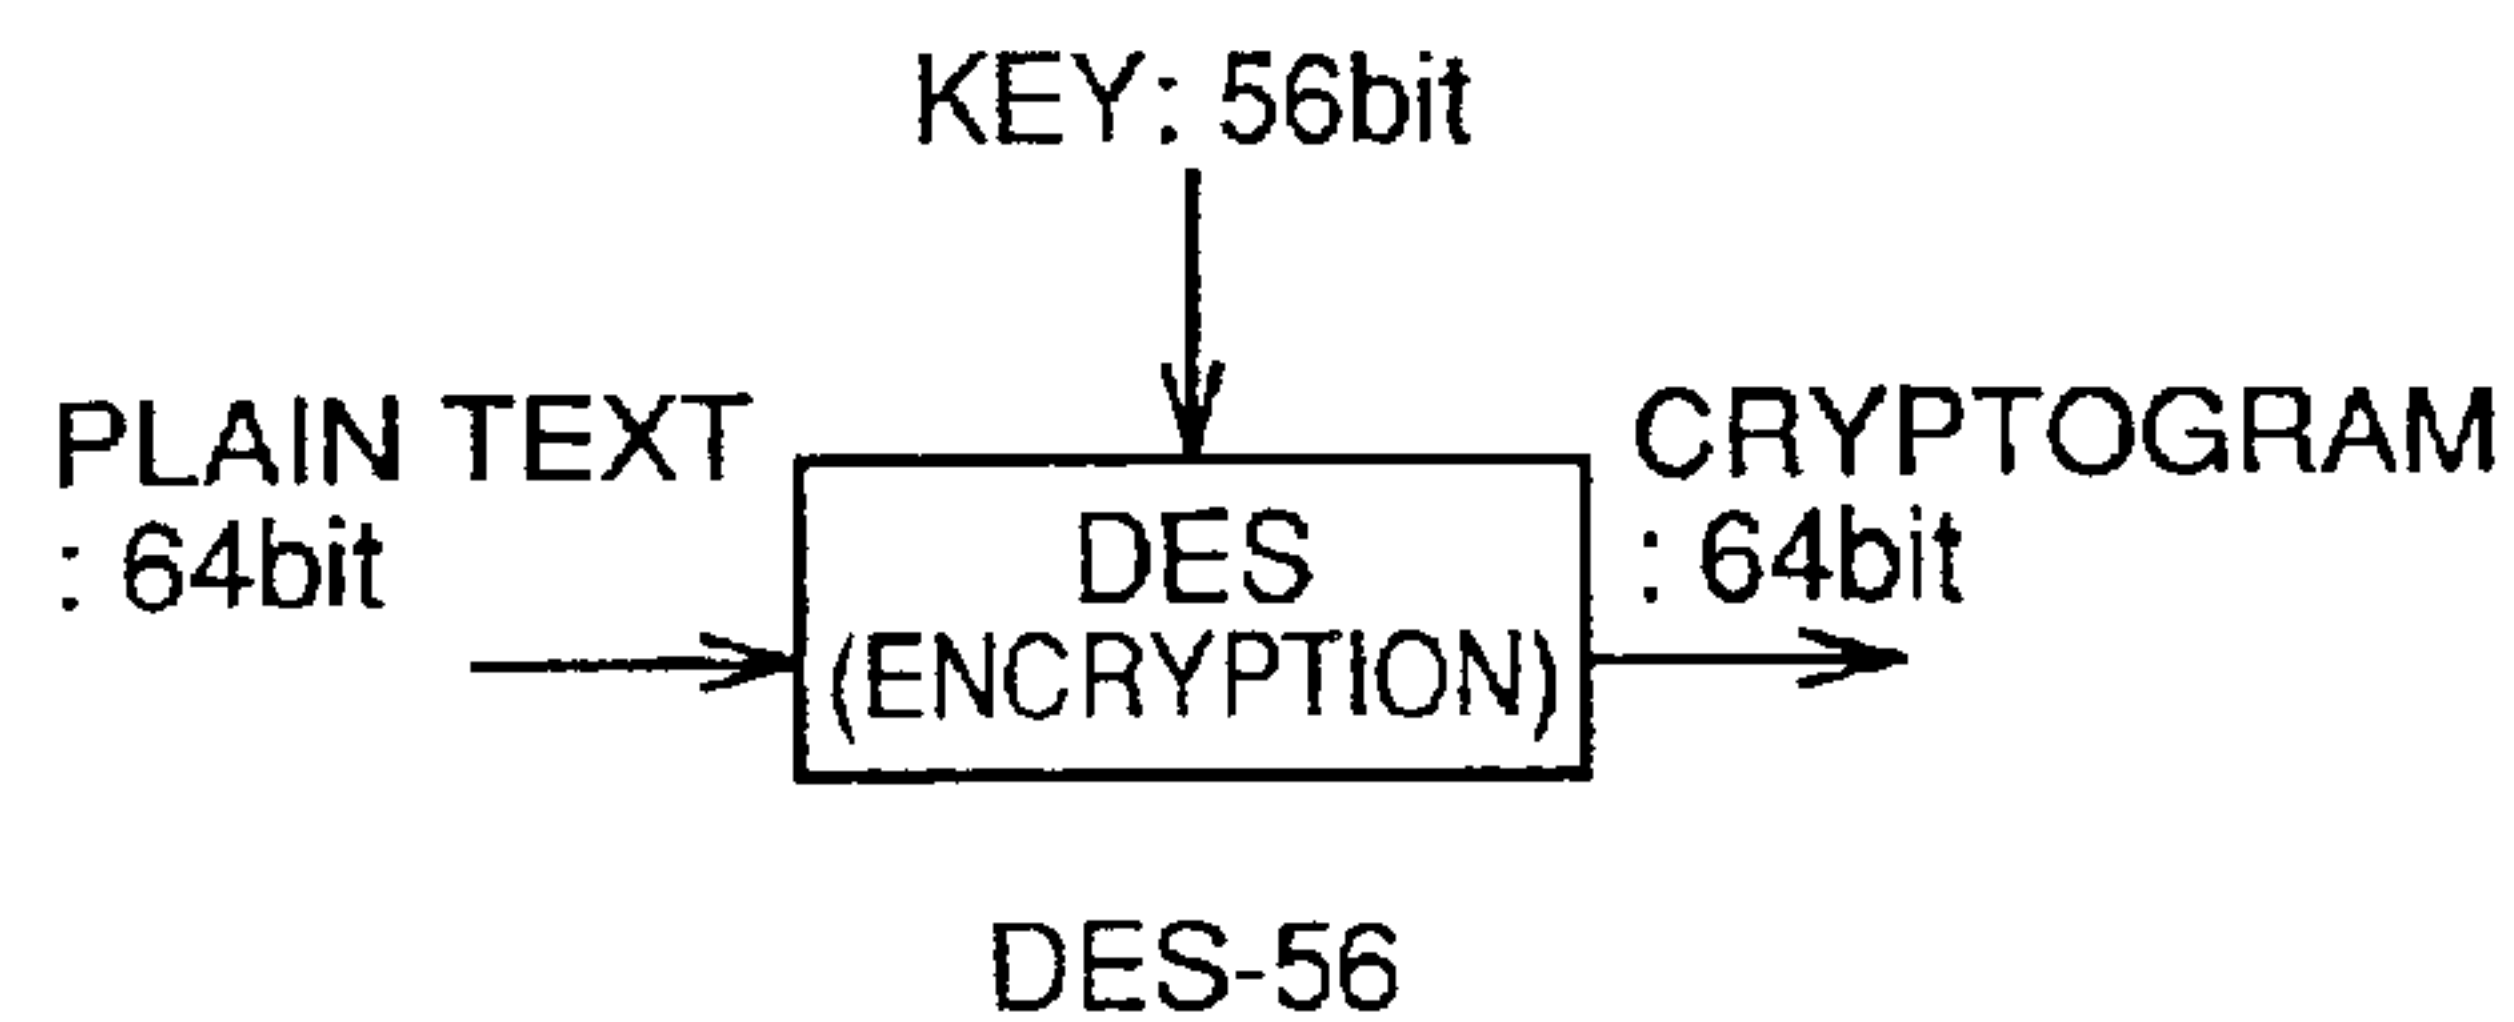 KEY: 56bit
PLAIN TEXT
: 64bit
CRYPTOGRAM
: 64bit
DES
(ENCRYPTION)
DES-56